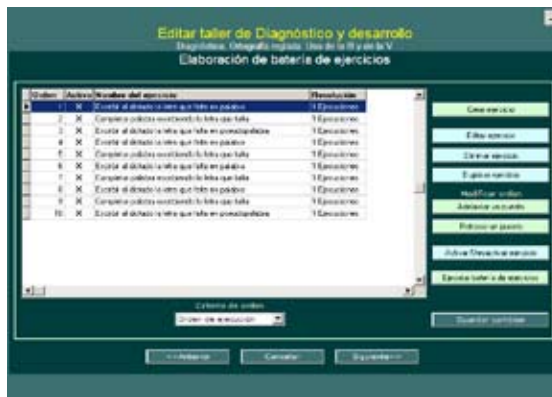 Editar taller de Diagnóstico y desarrollo
Diagnóstico: Ortografía reglada: Uso de la B y de la V
Elaboración de batería de ejercicios
Orden Activo Nombre del ejercicio Resolución
1 X Escribir al dictado la letra que falta en palabra 1 Ejecuciones
2 X Completar palabras escribiendo la letra que falta 1 Ejecuciones
3 X Escribir al dictado la letra que falta en pseudopalabra 1 Ejecuciones
4 X Escribir al dictado la letra que falta en palabra 1 Ejecuciones
5 X Completar palabras escribiendo la letra que falta 1 Ejecuciones
6 X Escribir al dictado la letra que falta en palabra 1 Ejecuciones
7 X Completar palabras escribiendo la letra que falta 1 Ejecuciones
8 X Escribir al dictado la letra que falta en palabra 1 Ejecuciones
9 X Completar palabras escribiendo la letra que falta 1 Ejecuciones
10 X Escribir al dictado la letra que falta en pseudopalabra 1 Ejecuciones
Crear ejercicio
Editar ejercicio
Eliminar ejercicio
Duplicar ejercicio
Modificar orden
Adelantar un puesto
Retrasar un puesto
Activar/Desactivar ejercicio
Ejecutar batería de ejercicios
Criterio de orden
Orden de ejecución
Guardar cambios
<<Anterior
Cancelar
Siguiente>>